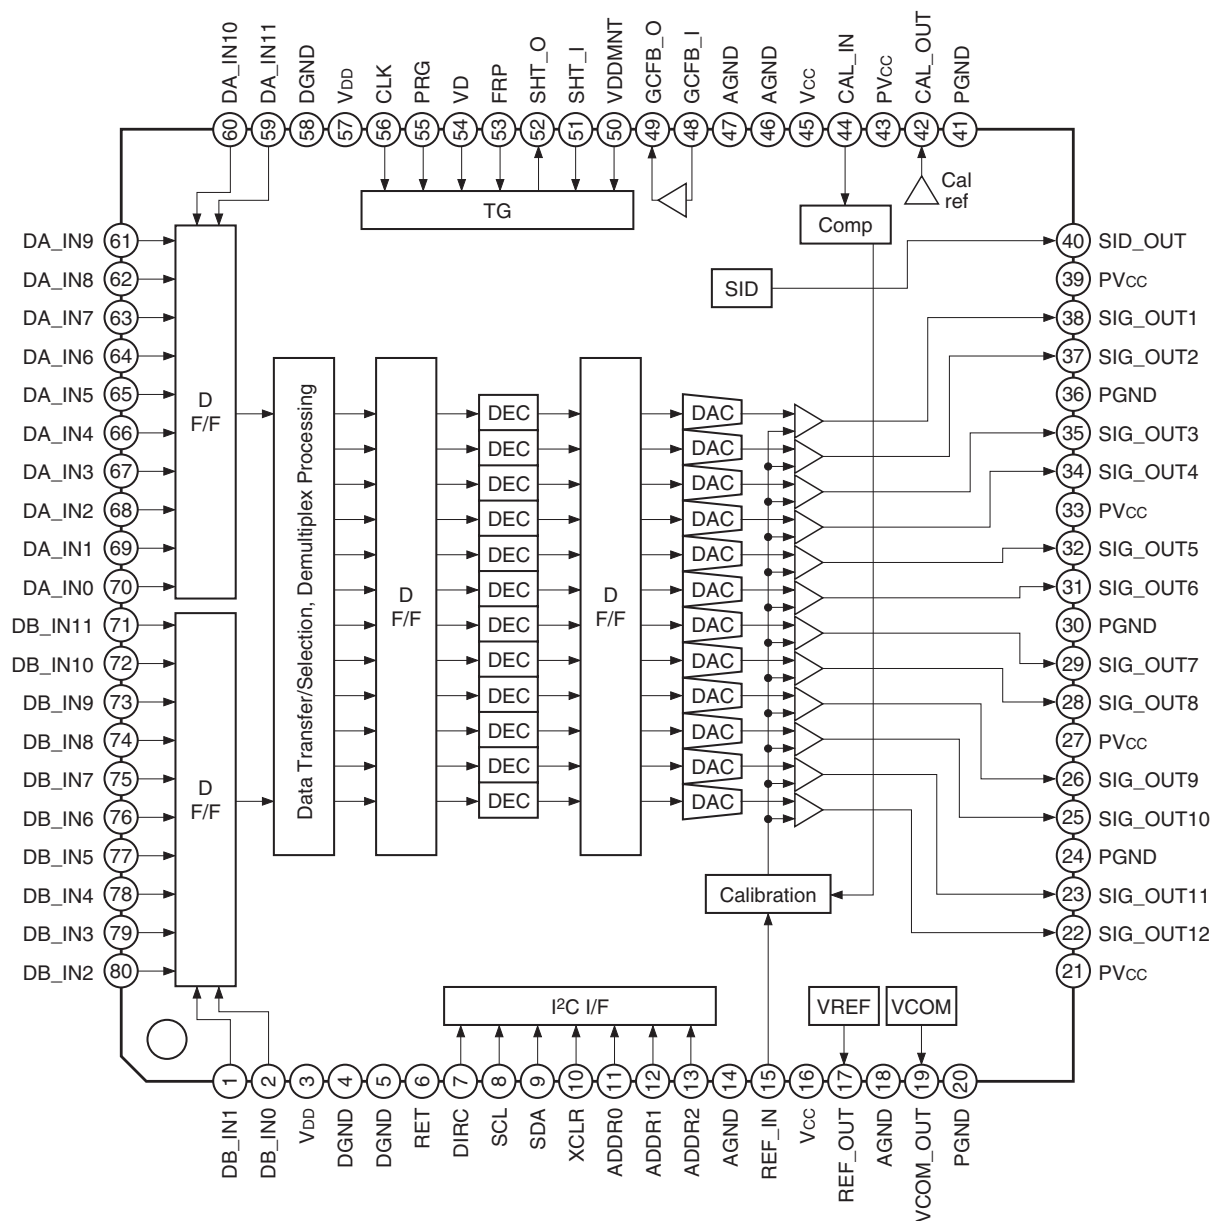 DA_IN10
DA_IN11
DGND
VDD
CLK
PRG
VD
FRP
SHT_O
SHT_I
VDDMNT
GCFB_O
GCFB_I
AGND
AGND
VCC
CAL_IN
PVCC
CAL_OUT
PGND
60
59
58
57
56
55
54
53
52
51
50
49
48
47
46
45
44
43
42
41
TG
Cal
ref
Comp
SID
DA_IN9 61
DA_IN8 62
DA_IN7 63
DA_IN6 64
DA_IN5 65
DA_IN4 66
DA_IN3 67
DA_IN2 68
DA_IN1 69
DA_IN0 70
DB_IN11 71
DB_IN10 72
DB_IN9 73
DB_IN8 74
DB_IN7 75
DB_IN6 76
DB_IN5 77
DB_IN4 78
DB_IN3 79
DB_IN2 80
D
F/F
D
F/F
Data Transfer/Selection, Demultiplex Processing
D
F/F
DEC
DEC
DEC
DEC
DEC
DEC
DEC
DEC
DEC
DEC
DEC
DEC
D
F/F
DAC
DAC
DAC
DAC
DAC
DAC
DAC
DAC
DAC
DAC
DAC
DAC
40 SID_OUT
39 PVCC
38 SIG_OUT1
37 SIG_OUT2
36 PGND
35 SIG_OUT3
34 SIG_OUT4
33 PVCC
32 SIG_OUT5
31 SIG_OUT6
30 PGND
29 SIG_OUT7
28 SIG_OUT8
27 PVCC
26 SIG_OUT9
25 SIG_OUT10
24 PGND
23 SIG_OUT11
22 SIG_OUT12
21 PVCC
Calibration
I²C I/F
VREF
VCOM
1
2
3
4
5
6
7
8
9
10
11
12
13
14
15
16
17
18
19
20
DB_IN1
DB_IN0
VDD
DGND
DGND
RET
DIRC
SCL
SDA
XCLR
ADDR0
ADDR1
ADDR2
AGND
REF_IN
VCC
REF_OUT
AGND
VCOM_OUT
PGND